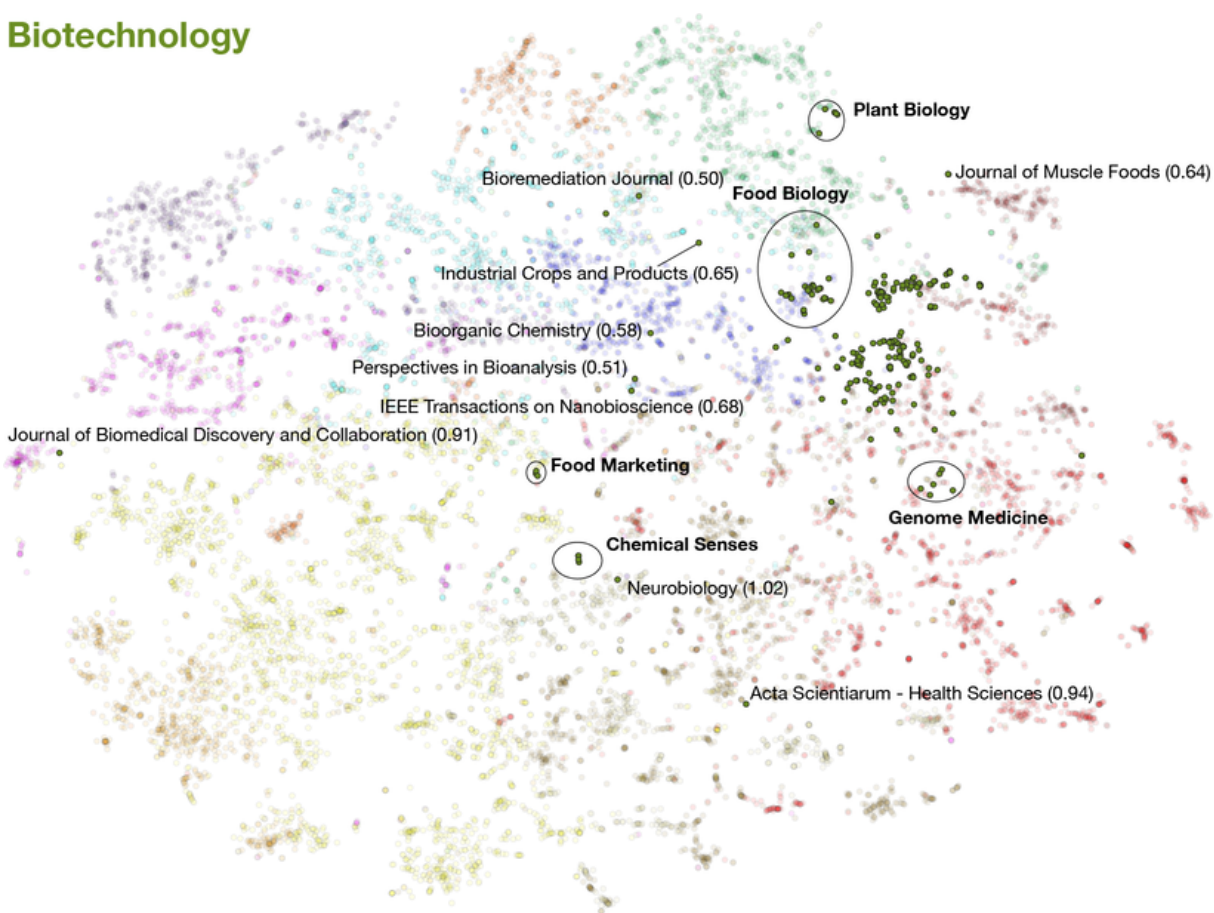 Biotechnology
Plant Biology
Journal of Muscle Foods (0.64)
Bioremediation Journal (0.50)
Food Biology
Industrial Crops and Products (0.65)
Bioorganic Chemistry (0.58)
Perspectives in Bioanalysis (0.51)
IEEE Transactions on Nanobioscience (0.68)
Journal of Biomedical Discovery and Collaboration (0.91)
Food Marketing
Genome Medicine
Chemical Senses
Neurobiology (1.02)
Acta Scientiarum - Health Sciences (0.94)